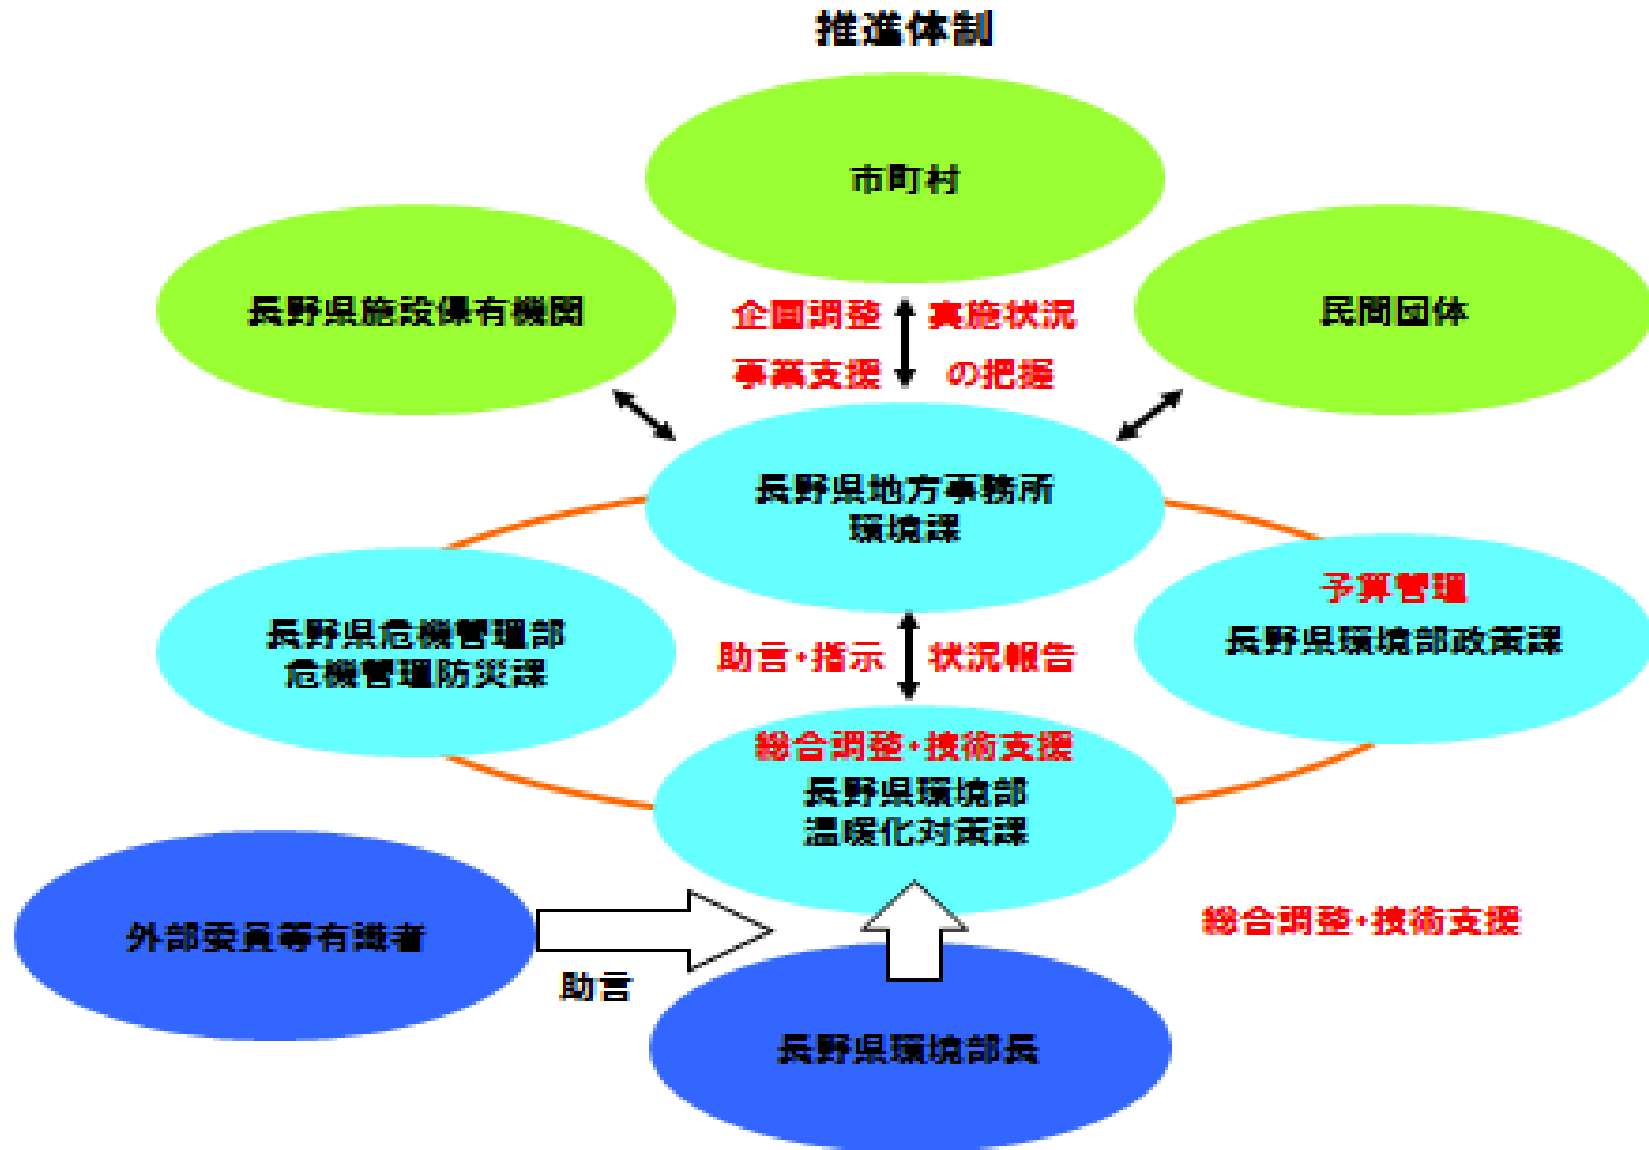 推進体制
市町村
長野県施設保有機関
民間団体
企画調整
実施状況
事業支援
の把握
長野県地方事務所
環境課
長野県危機管理部
危機管理防災課
予算管理
長野県環境部政策課
助言・指示
状況報告
総合調整・技術支援
長野県環境部
温暖化対策課
外部委員等有識者
助言
総合調整・技術支援
長野県環境部長